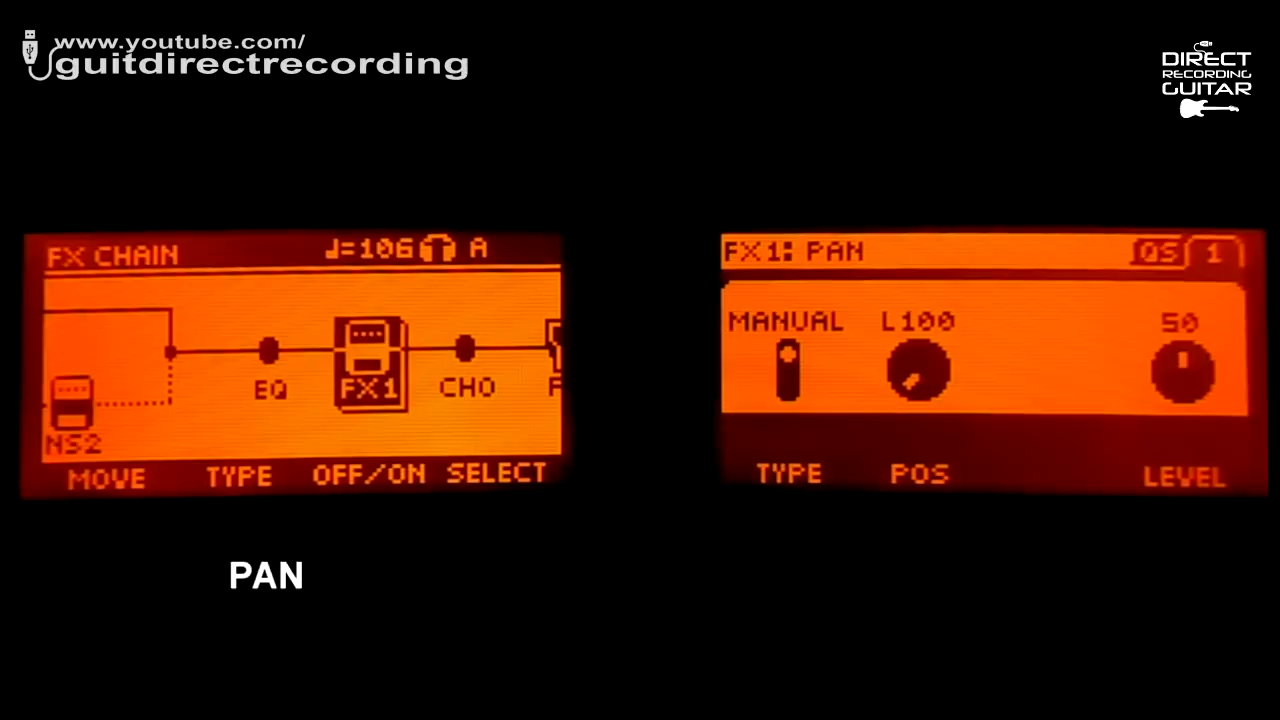 www.youtube.com/
guitdirectrecording
DIRECT
RECORDING
GUITAR
FX CHAIN ♩=106 A
EQ FX1 CHO
NS2
MOVE TYPE OFF/ON SELECT
FX1: PAN QS 1
MANUAL L100 50
TYPE POS LEVEL
PAN